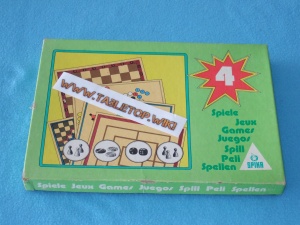 4
WWW.TABLETOP.WIKI
Spiele
Jeux
Games
Juegos
Spill
Peli
Spellen
SPIKA
Spiele Jeux Games Juegos Spill Peli Spellen